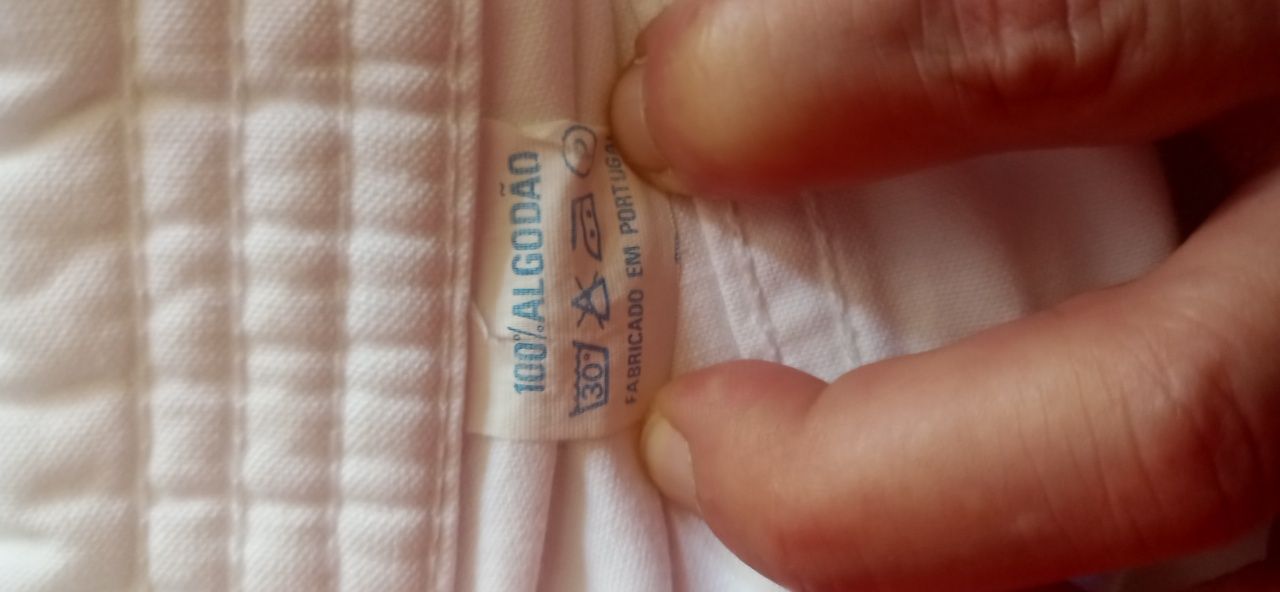 100% ALGODÃO
30°
FABRICADO EM PORTUGAL